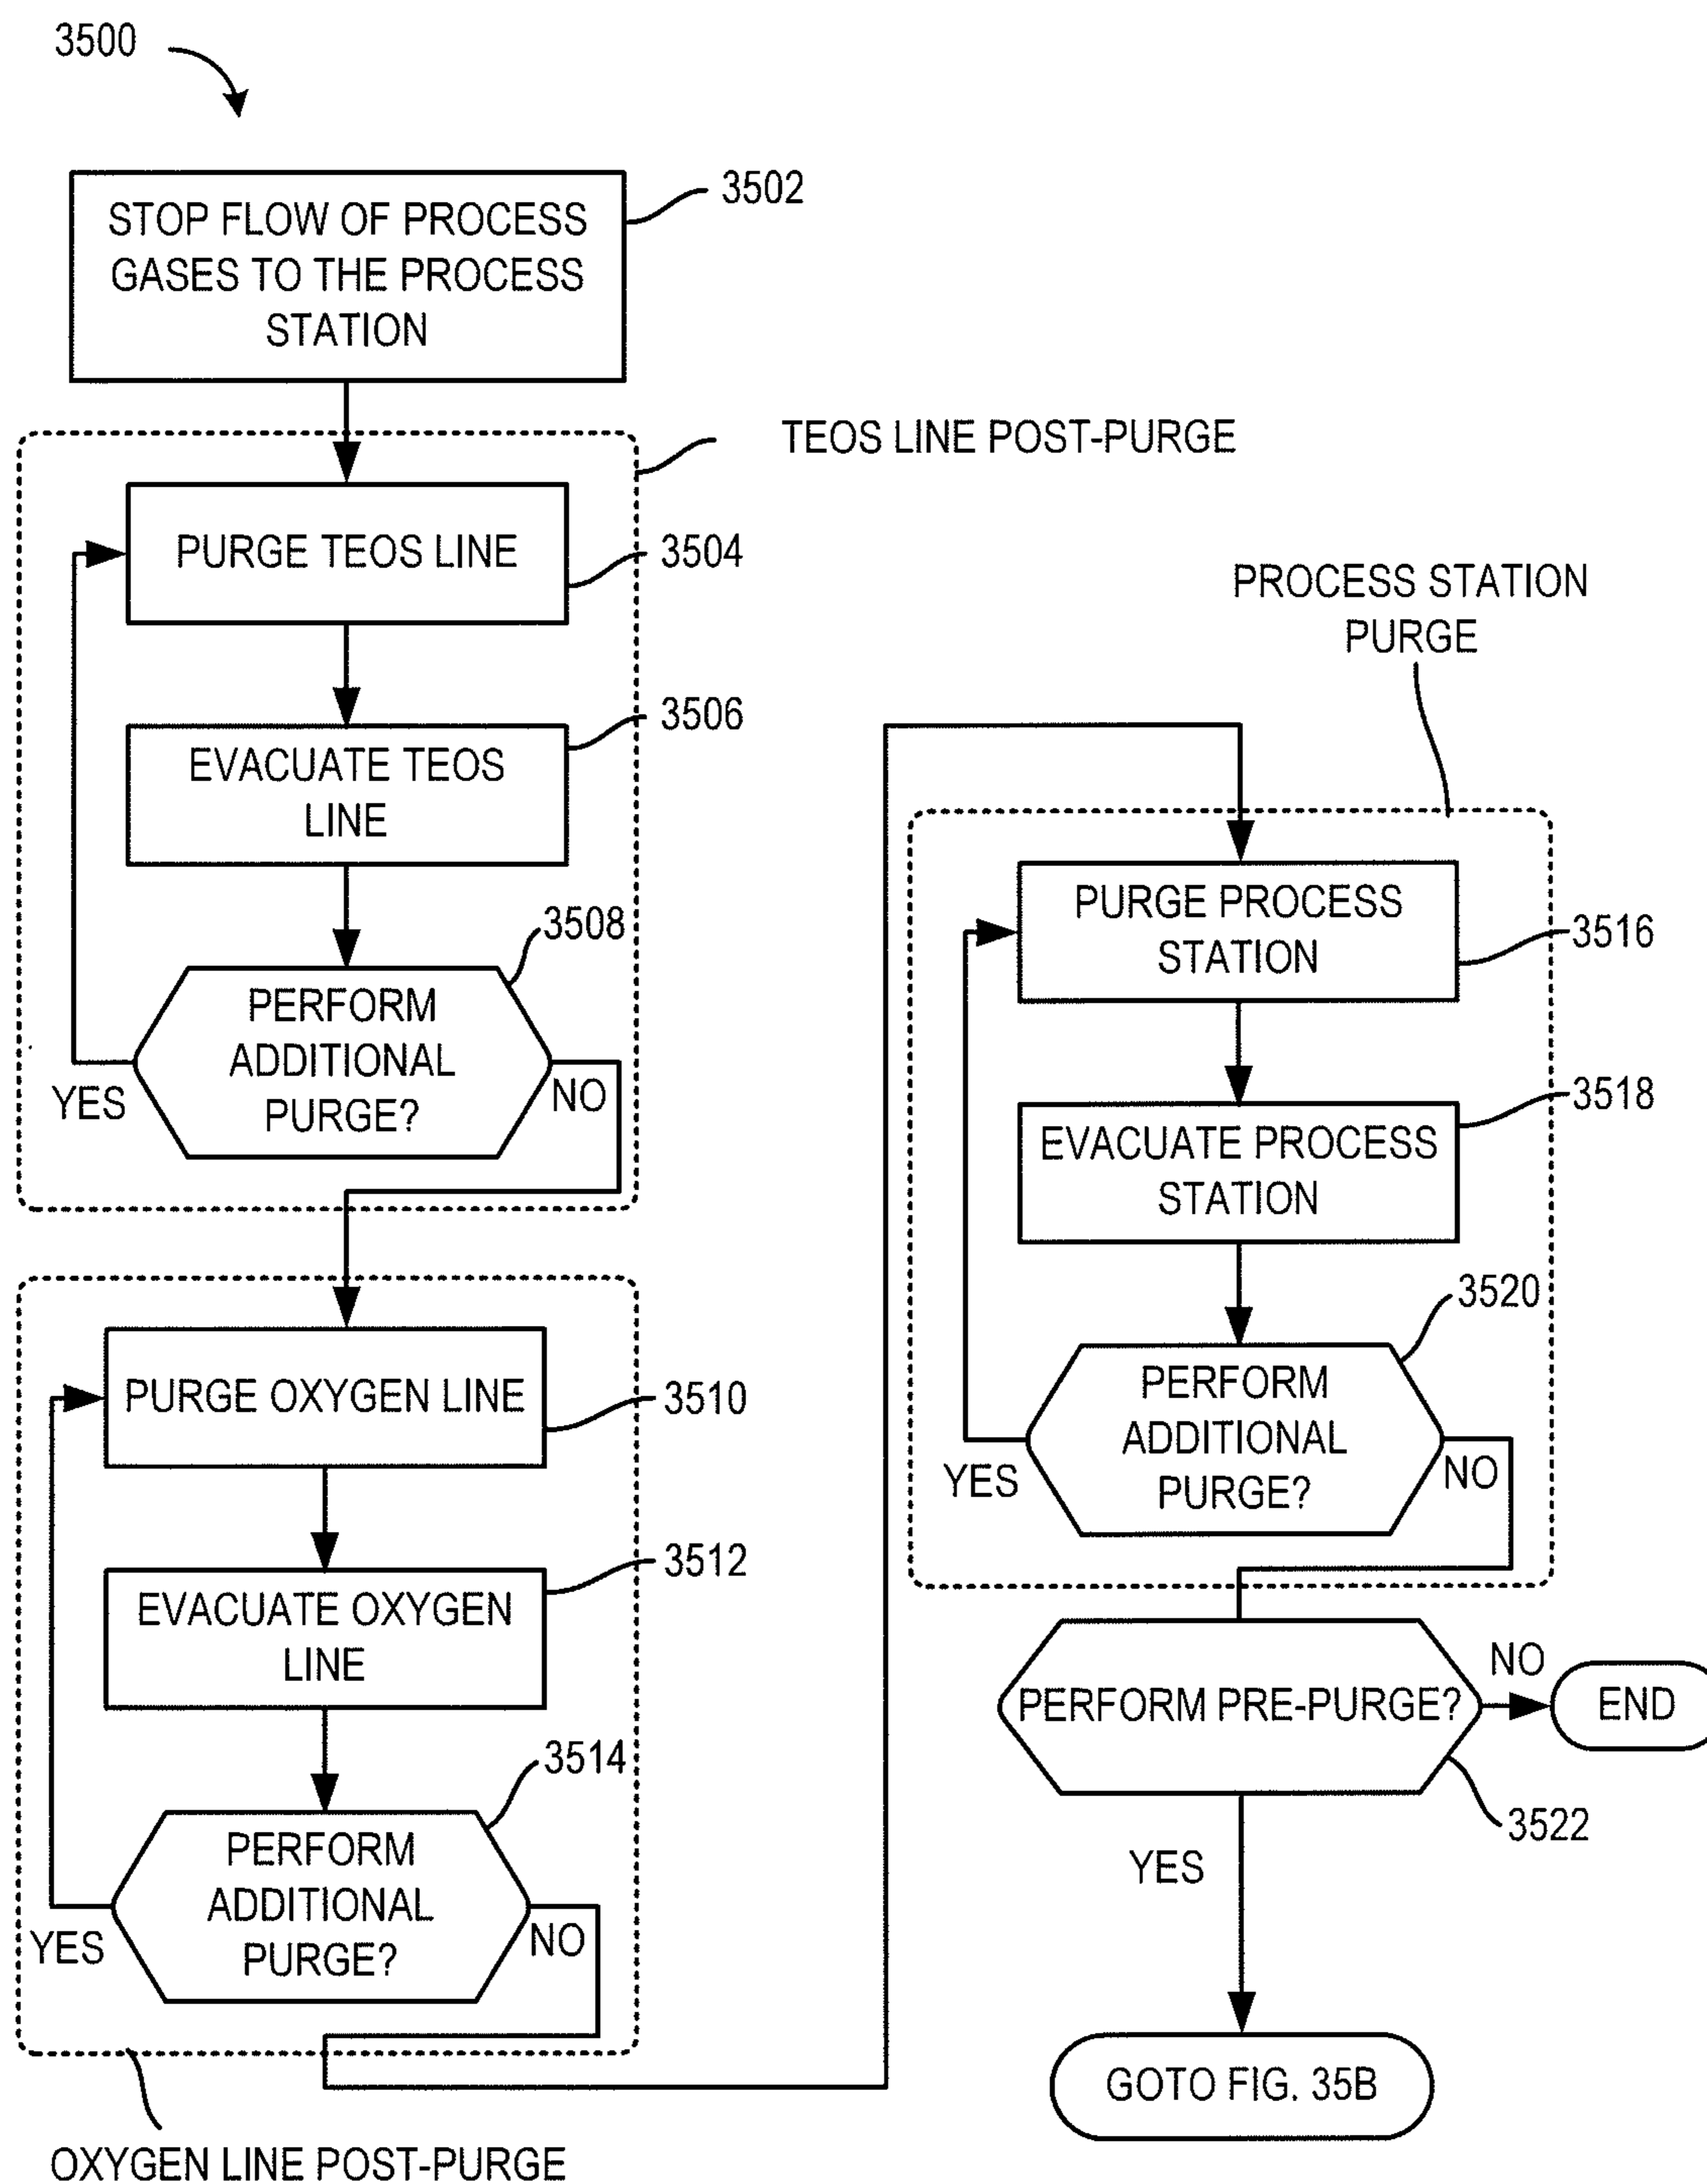 3500
3502
STOP FLOW OF PROCESS
GASES TO THE PROCESS
STATION
TEOS LINE POST-PURGE
PURGE TEOS LINE
3504
3506
EVACUATE TEOS
LINE
3508
PERFORM
ADDITIONAL
PURGE?
YES
NO
PURGE OXYGEN LINE
3510
3512
EVACUATE OXYGEN
LINE
3514
PERFORM
ADDITIONAL
PURGE?
YES
NO
OXYGEN LINE POST-PURGE
PROCESS STATION
PURGE
PURGE PROCESS
STATION
3516
3518
EVACUATE PROCESS
STATION
3520
PERFORM
ADDITIONAL
PURGE?
YES
NO
PERFORM PRE-PURGE?
NO
END
3522
YES
GOTO FIG. 35B